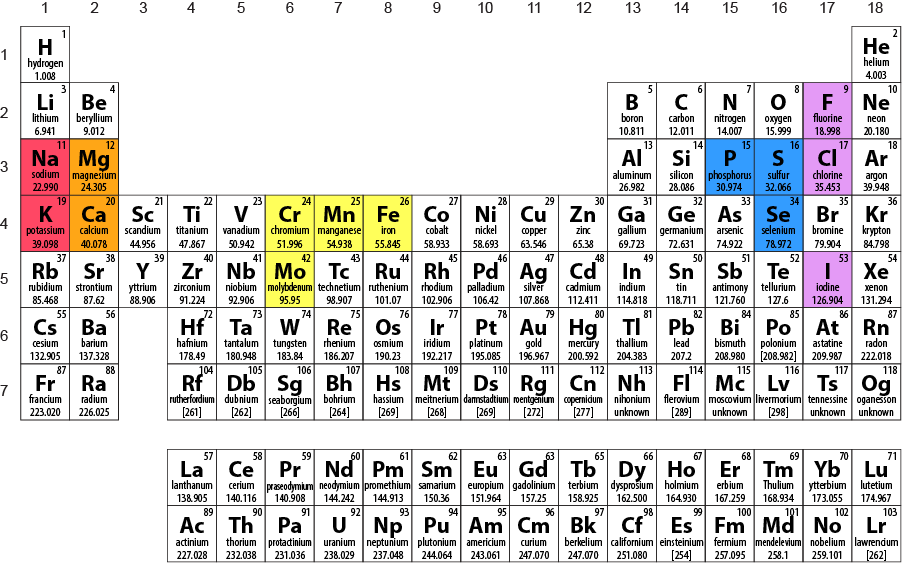 1 2 3 4 5 6 7 8 9 10 11 12 13 14 15 16 17 18
1 2
1 H He
hydrogen helium
1.008 4.003
3 4 5 6 7 8 9 10
2 Li Be B C N O F Ne
lithium beryllium boron carbon nitrogen oxygen fluorine neon
6.941 9.012 10.811 12.011 14.007 15.999 18.998 20.180
11 12 13 14 15 16 17 18
3 Na Mg Al Si P S Cl Ar
sodium magnesium aluminum silicon phosphorus sulfur chlorine argon
22.990 24.305 26.982 28.086 30.974 32.066 35.453 39.948
19 20 21 22 23 24 25 26 27 28 29 30 31 32 33 34 35 36
4 K Ca Sc Ti V Cr Mn Fe Co Ni Cu Zn Ga Ge As Se Br Kr
potassium calcium scandium titanium vanadium chromium manganese iron cobalt nickel copper zinc gallium germanium arsenic selenium bromine krypton
39.098 40.078 44.956 47.867 50.942 51.996 54.938 55.845 58.933 58.693 63.546 65.38 69.723 72.631 74.922 78.972 79.904 84.798
37 38 39 40 41 42 43 44 45 46 47 48 49 50 51 52 53 54
5 Rb Sr Y Zr Nb Mo Tc Ru Rh Pd Ag Cd In Sn Sb Te I Xe
rubidium strontium yttrium zirconium niobium molybdenum technetium ruthenium rhodium palladium silver cadmium indium tin antimony tellurium iodine xenon
85.468 87.62 88.906 91.224 92.906 95.95 98.907 101.07 102.906 106.42 107.868 112.411 114.818 118.711 121.760 127.6 126.904 131.294
55 56 72 73 74 75 76 77 78 79 80 81 82 84 85 86 87
6 Cs Ba Hf Ta W Re Os Ir Pt Au Hg Tl Pb Bi Po At Rn
cesium barium hafnium tantalum tungsten rhenium osmium iridium platinum gold mercury thallium lead bismuth polonium astatine radon
132.905 137.328 178.49 180.948 183.84 186.207 190.23 192.217 195.085 196.967 200.592 204.383 207.2 208.980 [208.982] 209.987 222.018
87 88 104 105 106 107 108 109 110 111 112 113 114 115 116 117 118
7 Fr Ra Rf Db Sg Bh Hs Mt Ds Rg Cn Nh Fl Mc Lv Ts Og
francium radium rutherfordium dubnium seaborgium bohrium hassium meitnerium darmstadtium roentgenium copernicium nihonium flerovium moscovium livermorium tennessine oganesson
223.020 226.025 [261] [262] [266] [264] [269] [268] [269] [272] [277] unknown [289] unknown [298] unknown unknown
57 58 59 60 61 62 63 63 65 66 67 68 69 70 71
La Ce Pr Nd Pm Sm Eu Gd Tb Dy Ho Er Tm Yb Lu
lanthanum cerium praseodymium neodymium promethium samarium europium gadolinium terbium dysprosium holmium erbium Thulium ytterbium lutetium
138.905 140.116 140.908 144.242 144.913 150.36 151.964 157.25 158.925 162.500 164.930 167.259 168.934 173.055 174.967
89 90 91 92 93 94 95 96 97 98 99 100 101 102 103
Ac Th Pa U Np Pu Am Cm Bk Cf Es Fm Md No Lr
actinium thorium protactinium uranium neptunium plutonium americium curium berkelium californium einsteinium fermium mendelevium nobelium lawrencium
227.028 232.038 231.036 238.029 237.048 244.064 243.061 247.070 247.070 251.080 [254] 257.095 258.1 259.101 [262]